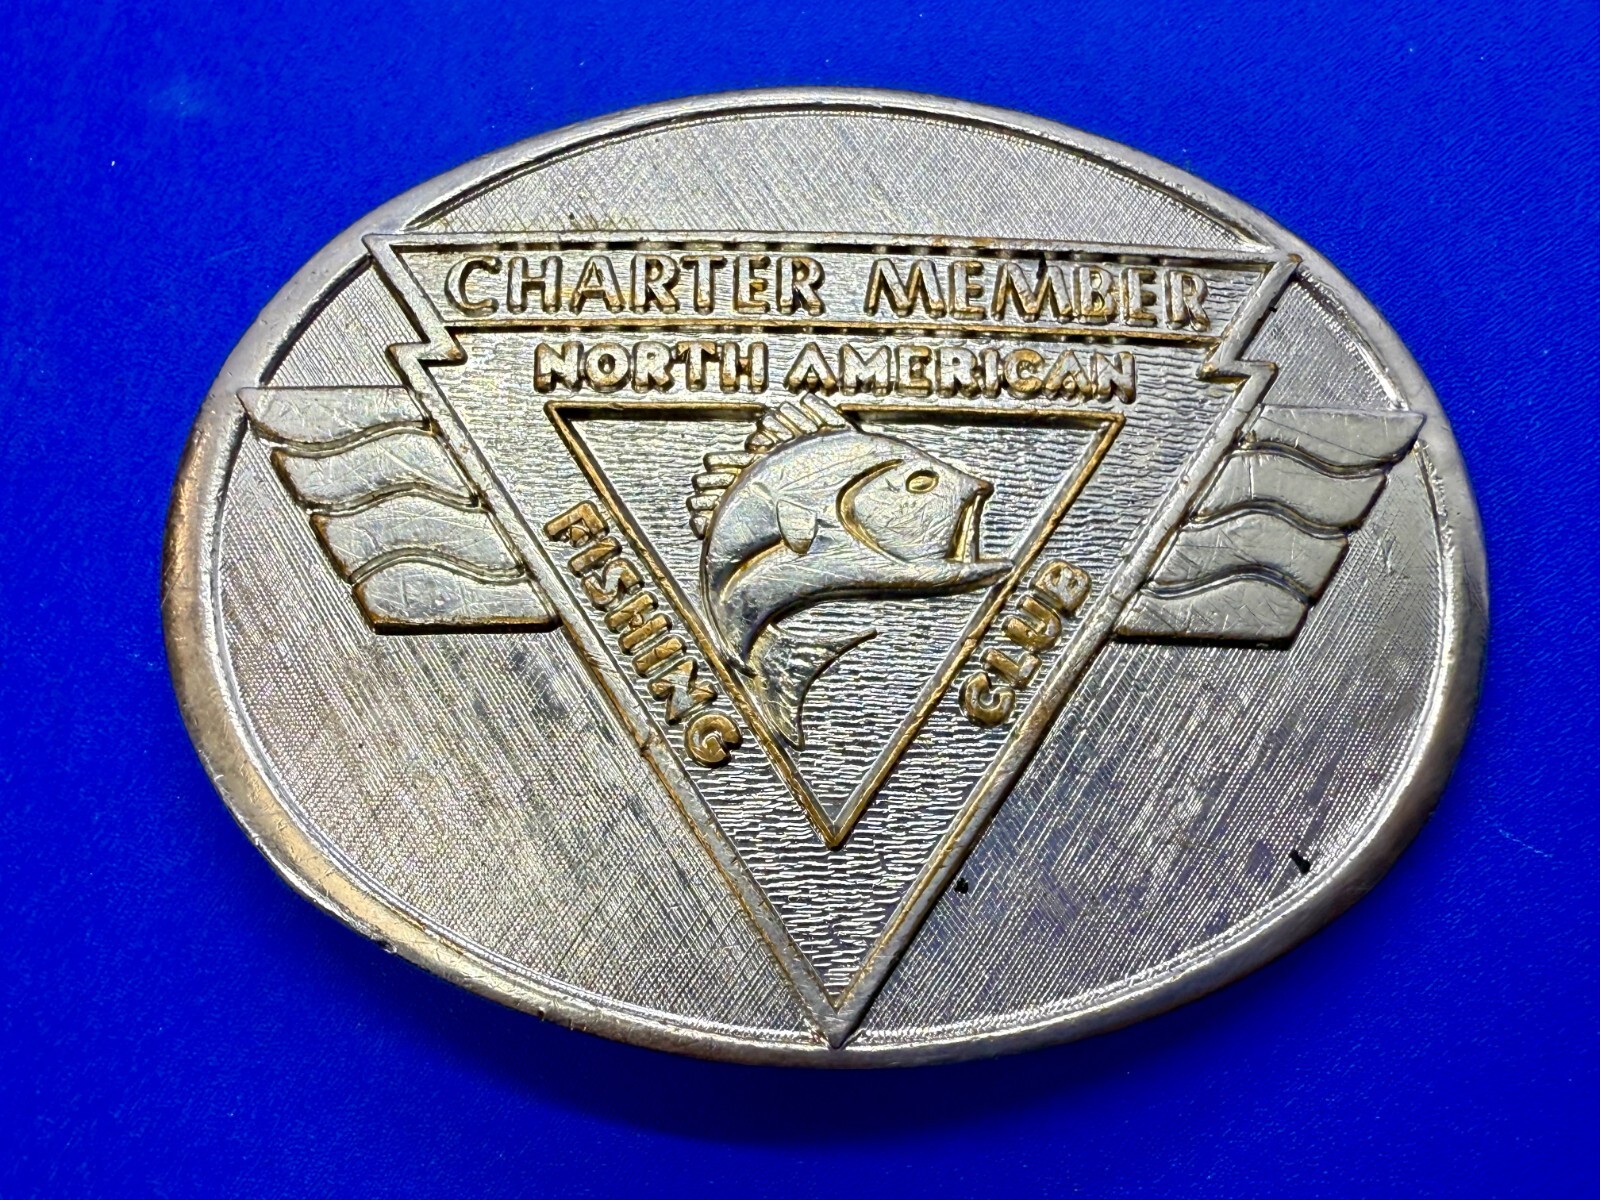 CHARTER MEMBER
NORTH AMERICAN
FISHING
CLUB